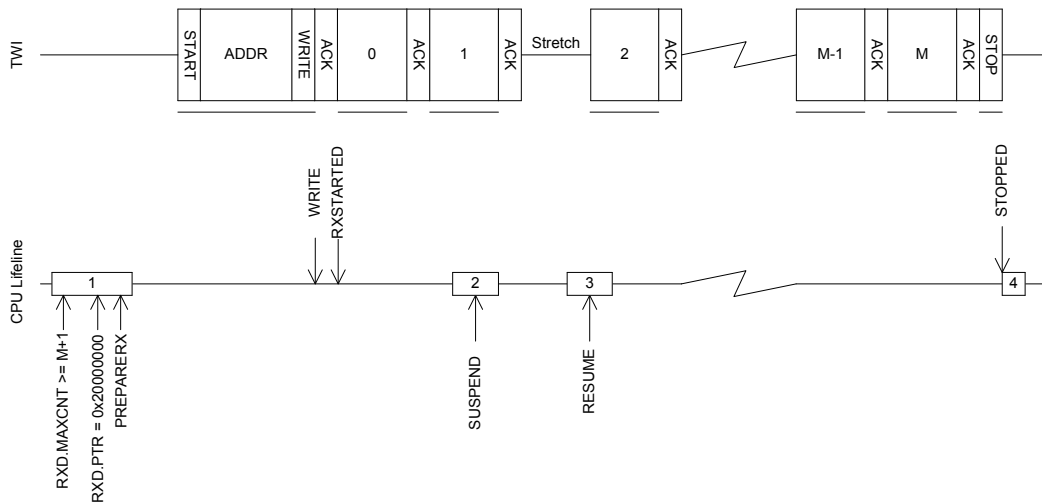 TWI
START
ADDR
WRITE
ACK
0
ACK
1
ACK
Stretch
2
ACK
M-1
ACK
M
ACK
STOP
WRITE
RXSTARTED
STOPPED
CPU Lifeline
1
2
3
4
RXD.MAXCNT >= M+1
RXD.PTR = 0x20000000
PREPARERX
SUSPEND
RESUME